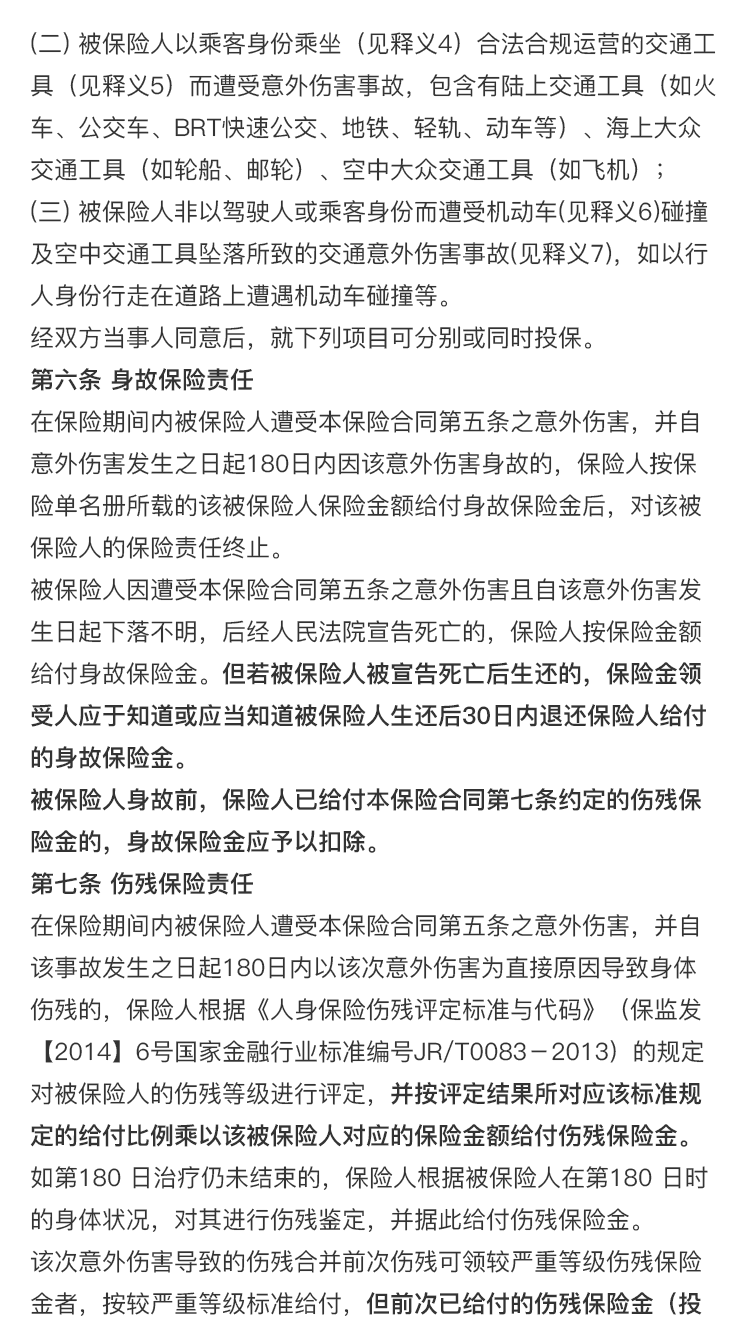 (二) 被保险人以乘客身份乘坐（见释义4）合法合规运营的交通工
具（见释义5）而遭受意外伤害事故，包含有陆上交通工具（如火
车、公交车、BRT快速公交、地铁、轻轨、动车等）、海上大众
交通工具（如轮船、邮轮）、空中大众交通工具（如飞机）；
(三) 被保险人非以驾驶人或乘客身份而遭受机动车(见释义6)碰撞
及空中交通工具坠落所致的交通意外伤害事故(见释义7)，如以行
人身份行走在道路上遭遇机动车碰撞等。
经双方当事人同意后，就下列项目可分别或同时投保。
第六条 身故保险责任
在保险期间内被保险人遭受本保险合同第五条之意外伤害，并自
意外伤害发生之日起180日内因该意外伤害身故的，保险人按保
险单名册所载的该被保险人保险金额给付身故保险金后，对该被
保险人的保险责任终止。
被保险人因遭受本保险合同第五条之意外伤害且自该意外伤害发
生日起下落不明，后经人民法院宣告死亡的，保险人按保险金额
给付身故保险金。但若被保险人被宣告死亡后生还的，保险金领
受人应于知道或应当知道被保险人生还后30日内退还保险人给付
的身故保险金。
被保险人身故前，保险人已给付本保险合同第七条约定的伤残保
险金的，身故保险金应予以扣除。
第七条 伤残保险责任
在保险期间内被保险人遭受本保险合同第五条之意外伤害，并自
该事故发生之日起180日内以该次意外伤害为直接原因导致身体
伤残的，保险人根据《人身保险伤残评定标准与代码》（保监发
【2014】6号国家金融行业标准编号JR/T0083－2013）的规定
对被保险人的伤残等级进行评定，并按评定结果所对应该标准规
定的给付比例乘以该被保险人对应的保险金额给付伤残保险金。
如第180 日治疗仍未结束的，保险人根据被保险人在第180 日时
的身体状况，对其进行伤残鉴定，并据此给付伤残保险金。
该次意外伤害导致的伤残合并前次伤残可领较严重等级伤残保险
金者，按较严重等级标准给付，但前次已给付的伤残保险金（投